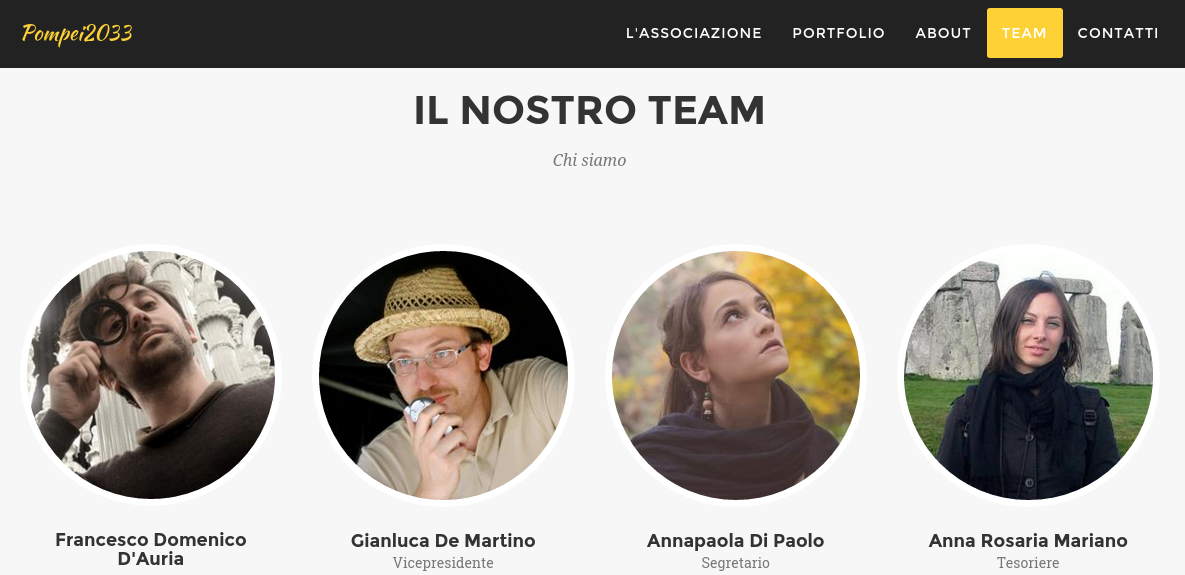 Pompei2033
L'ASSOCIAZIONE PORTFOLIO ABOUT TEAM CONTATTI
IL NOSTRO TEAM
Chi siamo
Francesco Domenico
D'Auria
Gianluca De Martino
Vicepresidente
Annapaola Di Paolo
Segretario
Anna Rosaria Mariano
Tesoriere